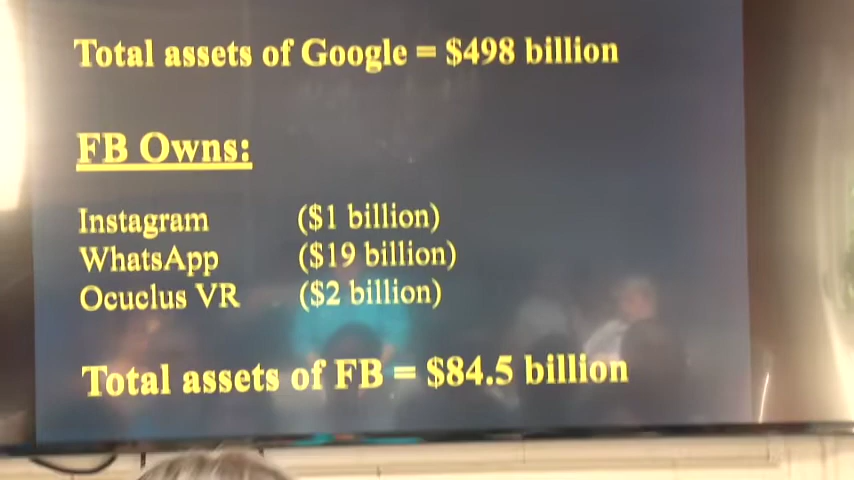 Total assets of Google = $498 billion
FB Owns:
Instagram ($1 billion)
WhatsApp ($19 billion)
Ocuclus VR ($2 billion)
Total assets of FB = $84.5 billion